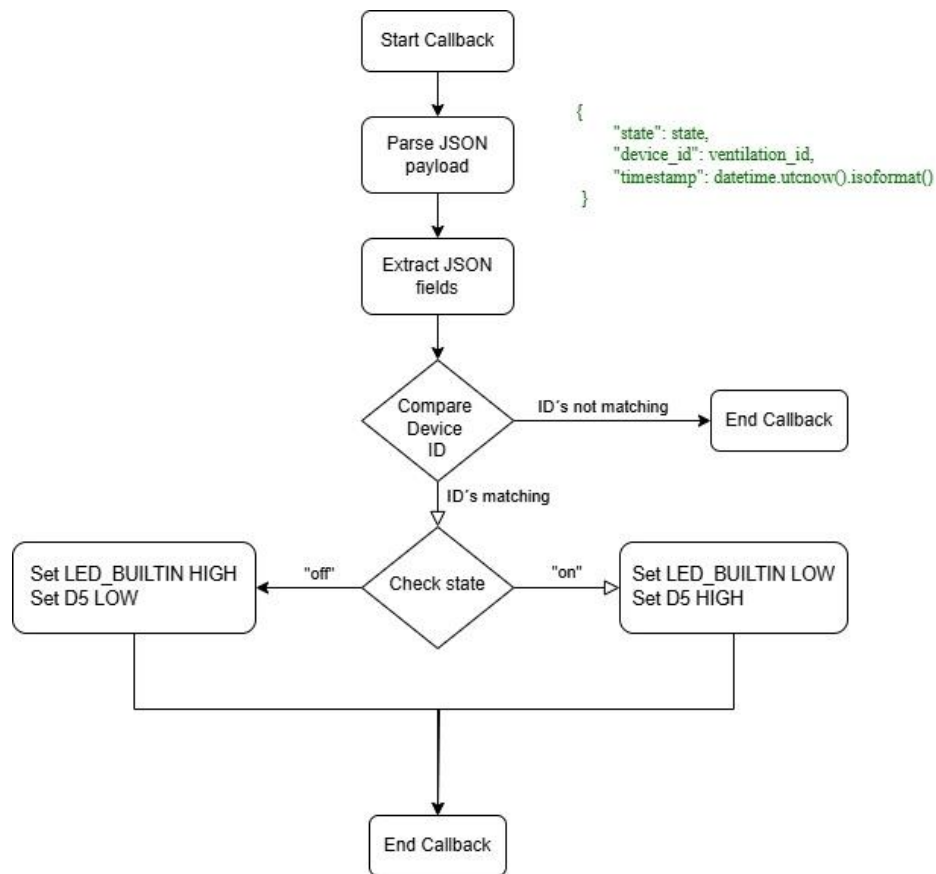 Start Callback
Parse JSON
payload
{
"state": state,
"device_id": ventilation_id,
"timestamp": datetime.utcnow().isoformat()
}
Extract JSON
fields
Compare
Device
ID
ID´s not matching
End Callback
ID´s matching
Set LED_BUILTIN HIGH
Set D5 LOW
"off"
Check state
"on"
Set LED_BUILTIN LOW
Set D5 HIGH
End Callback